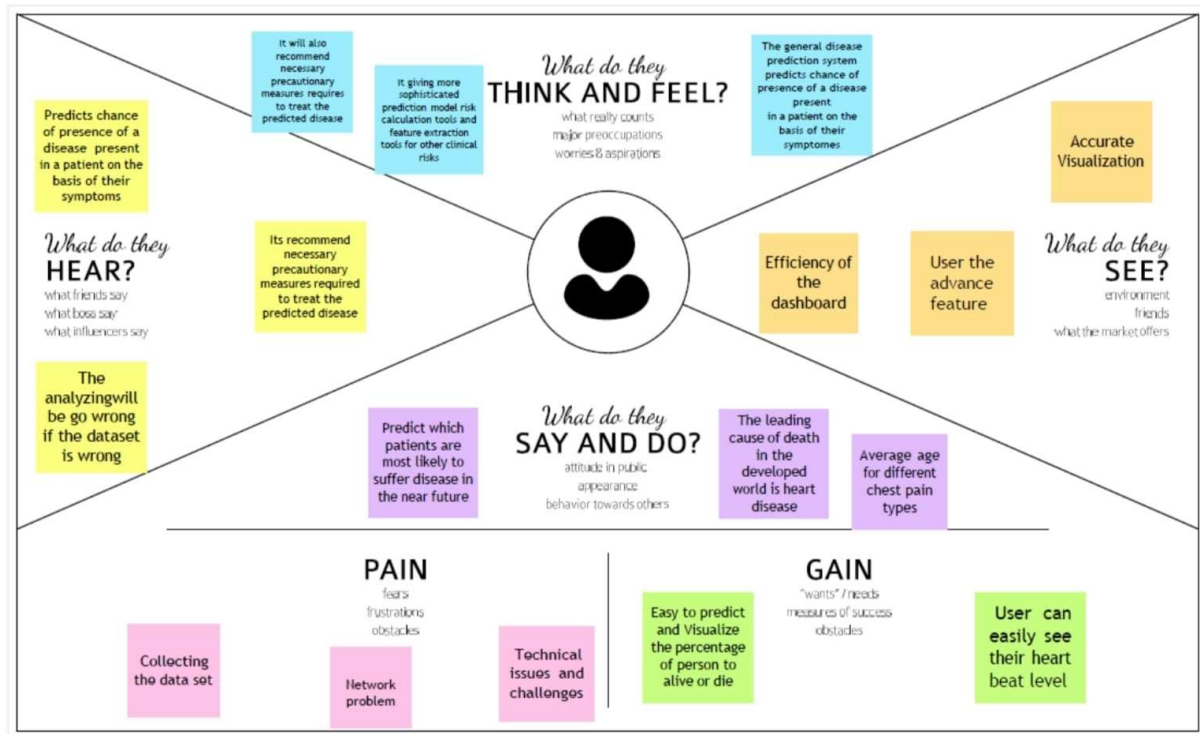 It will also
recommend
necessary
precautionary
measures requires
to treat the
predicted disease
It giving more
sophisticated
prediction model risk
calculation tools and
feature extraction
tools for other clinical
risks
What do they
THINK AND FEEL?
what really counts
major preoccupations
worries & aspirations
The general disease
prediction system
predicts chance of
presence of a disease
present
in a patient on the
basis of their
symptomes
Predicts chance
of presence of a
disease present
in a patient on the
basis of their
symptoms
What do they
HEAR?
what friends say
what boss say
what influencers say
Its recommend
necessary
precautionary
measures required
to treat the
predicted disease
The
analyzingwill
be go wrong
if the dataset
is wrong
Accurate
Visualization
Efficiency of
the
dashboard
User the
advance
feature
What do they
SEE?
environment
friends
what the market offers
Predict which
patients are
most likely to
suffer disease in
the near future
What do they
SAY AND DO?
attitude in public
appearance
behavior towards others
The leading
cause of death
in the
developed
world is heart
disease
Average age
for different
chest pain
types
PAIN
fears
frustrations
obstacles
Collecting
the data set
Network
problem
Technical
issues and
challenges
GAIN
"wants" / needs
measures of success
obstacles
Easy to predict
and Visualize
the percentage
of person to
alive or die
User can
easily see
their heart
beat level